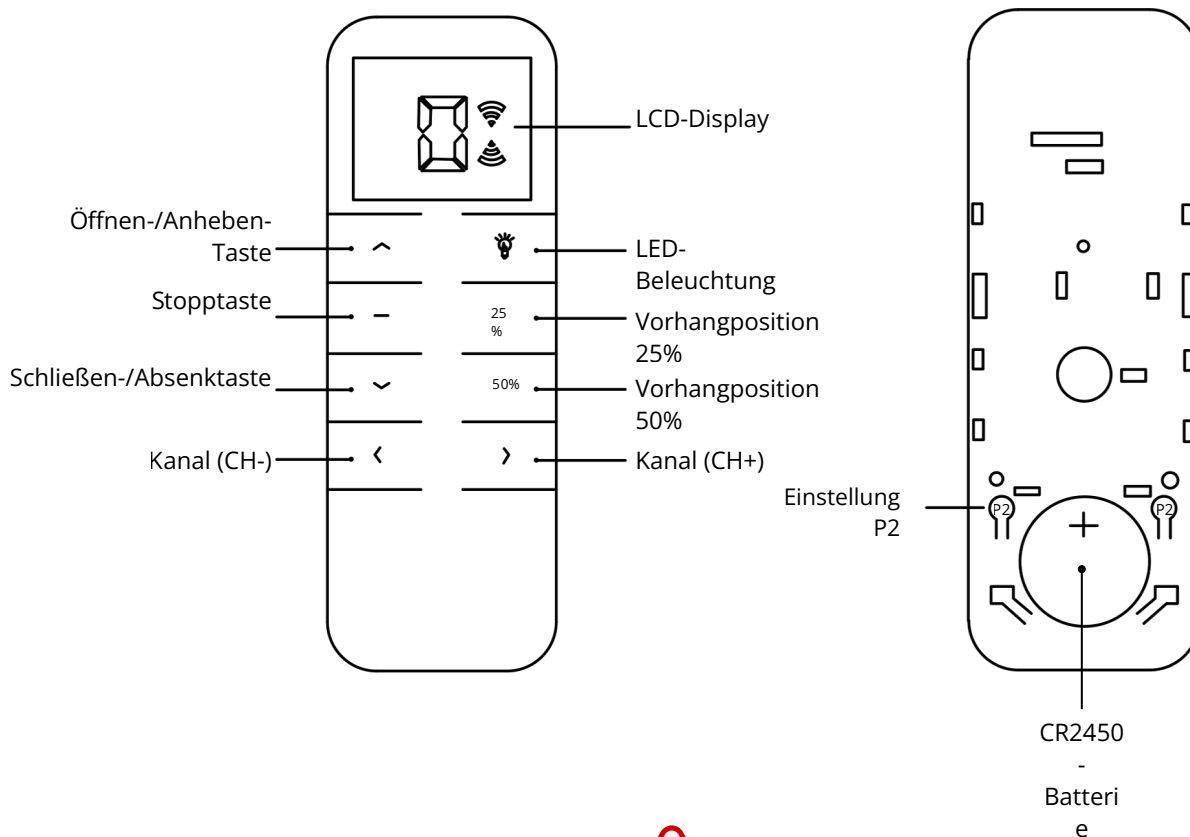 LCD-Display
Öffnen-/Anheben-
Taste
LED-
Beleuchtung
Stopptaste
25
%
Vorhangposition
25%
Schließen-/Absenktaste
50%
Vorhangposition
50%
Kanal (CH-)
Kanal (CH+)
Einstellung
P2
P2
P2
CR2450
-
Batteri
e